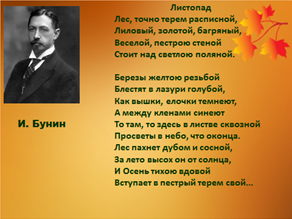 Листопад
Лес, точно терем расписной,
Лиловый, золотой, багряный,
Веселой, пестрою стеной
Стоит над светлою поляной.
Березы желтою резьбой
Блестят в лазури голубой,
Как вышки, елочки темнеют,
А между кленами синеют
То там, то здесь в листве сквозной
Просветы в небо, что оконца.
Лес пахнет дубом и сосной,
За лето высох он от солнца,
И Осень тихою вдовой
Вступает в пестрый терем свой...
И. Бунин